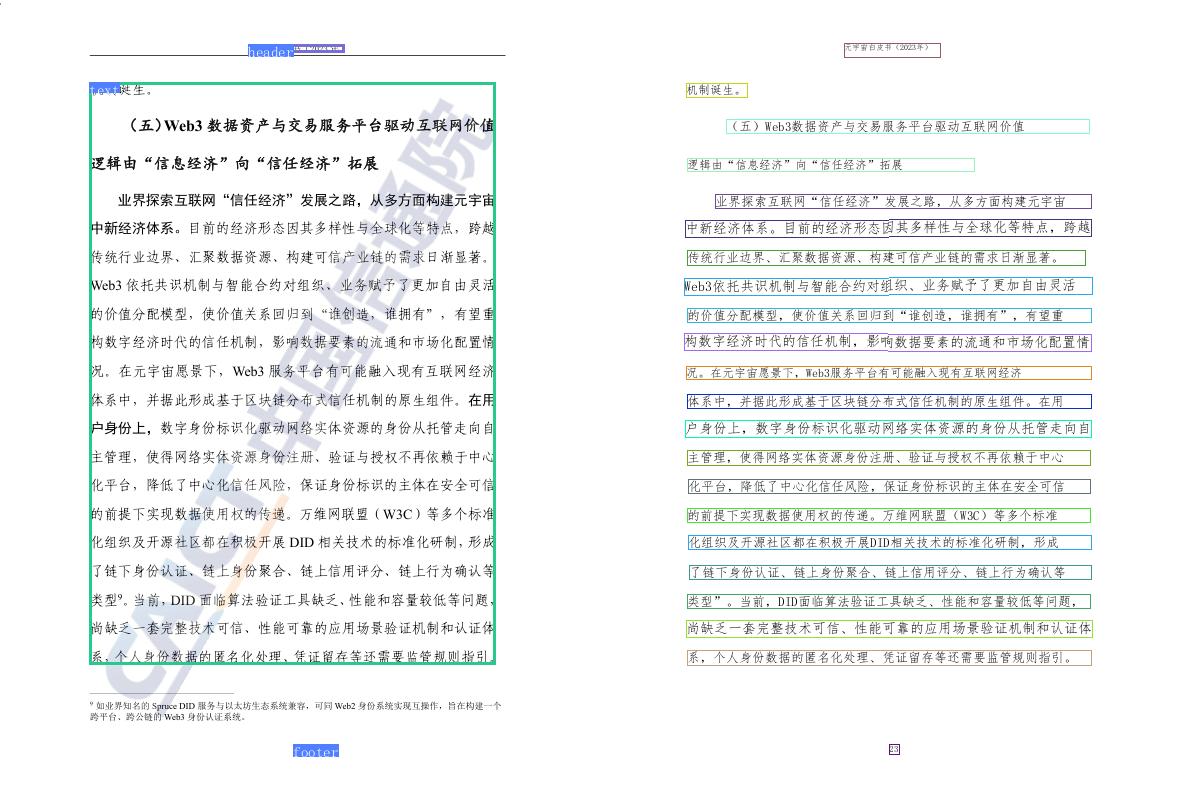 header
text诞生。
（五）Web3 数据资产与交易服务平台驱动互联网价值
逻辑由“信息经济”向“信任经济”拓展
业界探索互联网“信任经济”发展之路，从多方面构建元宇宙
中新经济体系。目前的经济形态因其多样性与全球化等特点，跨越
传统行业边界、汇聚数据资源、构建可信产业链的需求日渐显著。
Web3 依托共识机制与智能合约对组织、业务赋予了更加自由灵活
的价值分配模型，使价值关系回归到“谁创造，谁拥有”，有望重
构数字经济时代的信任机制，影响数据要素的流通和市场化配置情
况。在元宇宙愿景下，Web3 服务平台有可能融入现有互联网经济
体系中，并据此形成基于区块链分布式信任机制的原生组件。在用
户身份上，数字身份标识化驱动网络实体资源的身份从托管走向自
主管理，使得网络实体资源身份注册、验证与授权不再依赖于中心
化平台，降低了中心化信任风险，保证身份标识的主体在安全可信
的前提下实现数据使用权的传递。万维网联盟（W3C）等多个标准
化组织及开源社区都在积极开展 DID 相关技术的标准化研制，形成
了链下身份认证、链上身份聚合、链上信用评分、链上行为确认等
类型⁹。当前，DID 面临算法验证工具缺乏、性能和容量较低等问题，
尚缺乏一套完整技术可信、性能可靠的应用场景验证机制和认证体
系，个人身份数据的匿名化处理、凭证留存等还需要监管规则指引。
CAICT 中国信通院
⁹ 如业界知名的 Spruce DID 服务与以太坊生态系统兼容，可同 Web2 身份系统实现互操作，旨在构建一个
跨平台、跨公链的 Web3 身份认证系统。
footer
元宇宙白皮书（2023年）
机制诞生。
（五）Web3数据资产与交易服务平台驱动互联网价值
逻辑由“信息经济”向“信任经济”拓展
业界探索互联网“信任经济”发展之路，从多方面构建元宇宙
中新经济体系。目前的经济形态因其多样性与全球化等特点，跨越
传统行业边界、汇聚数据资源、构建可信产业链的需求日渐显著。
Web3依托共识机制与智能合约对组织、业务赋予了更加自由灵活
的价值分配模型，使价值关系回归到“谁创造，谁拥有”，有望重
构数字经济时代的信任机制，影响数据要素的流通和市场化配置情
况。在元宇宙愿景下，Web3服务平台有可能融入现有互联网经济
体系中，并据此形成基于区块链分布式信任机制的原生组件。在用
户身份上，数字身份标识化驱动网络实体资源的身份从托管走向自
主管理，使得网络实体资源身份注册、验证与授权不再依赖于中心
化平台，降低了中心化信任风险，保证身份标识的主体在安全可信
的前提下实现数据使用权的传递。万维网联盟（W3C）等多个标准
化组织及开源社区都在积极开展DID相关技术的标准化研制，形成
了链下身份认证、链上身份聚合、链上信用评分、链上行为确认等
类型”。当前，DID面临算法验证工具缺乏、性能和容量较低等问题，
尚缺乏一套完整技术可信、性能可靠的应用场景验证机制和认证体
系，个人身份数据的匿名化处理、凭证留存等还需要监管规则指引。
23